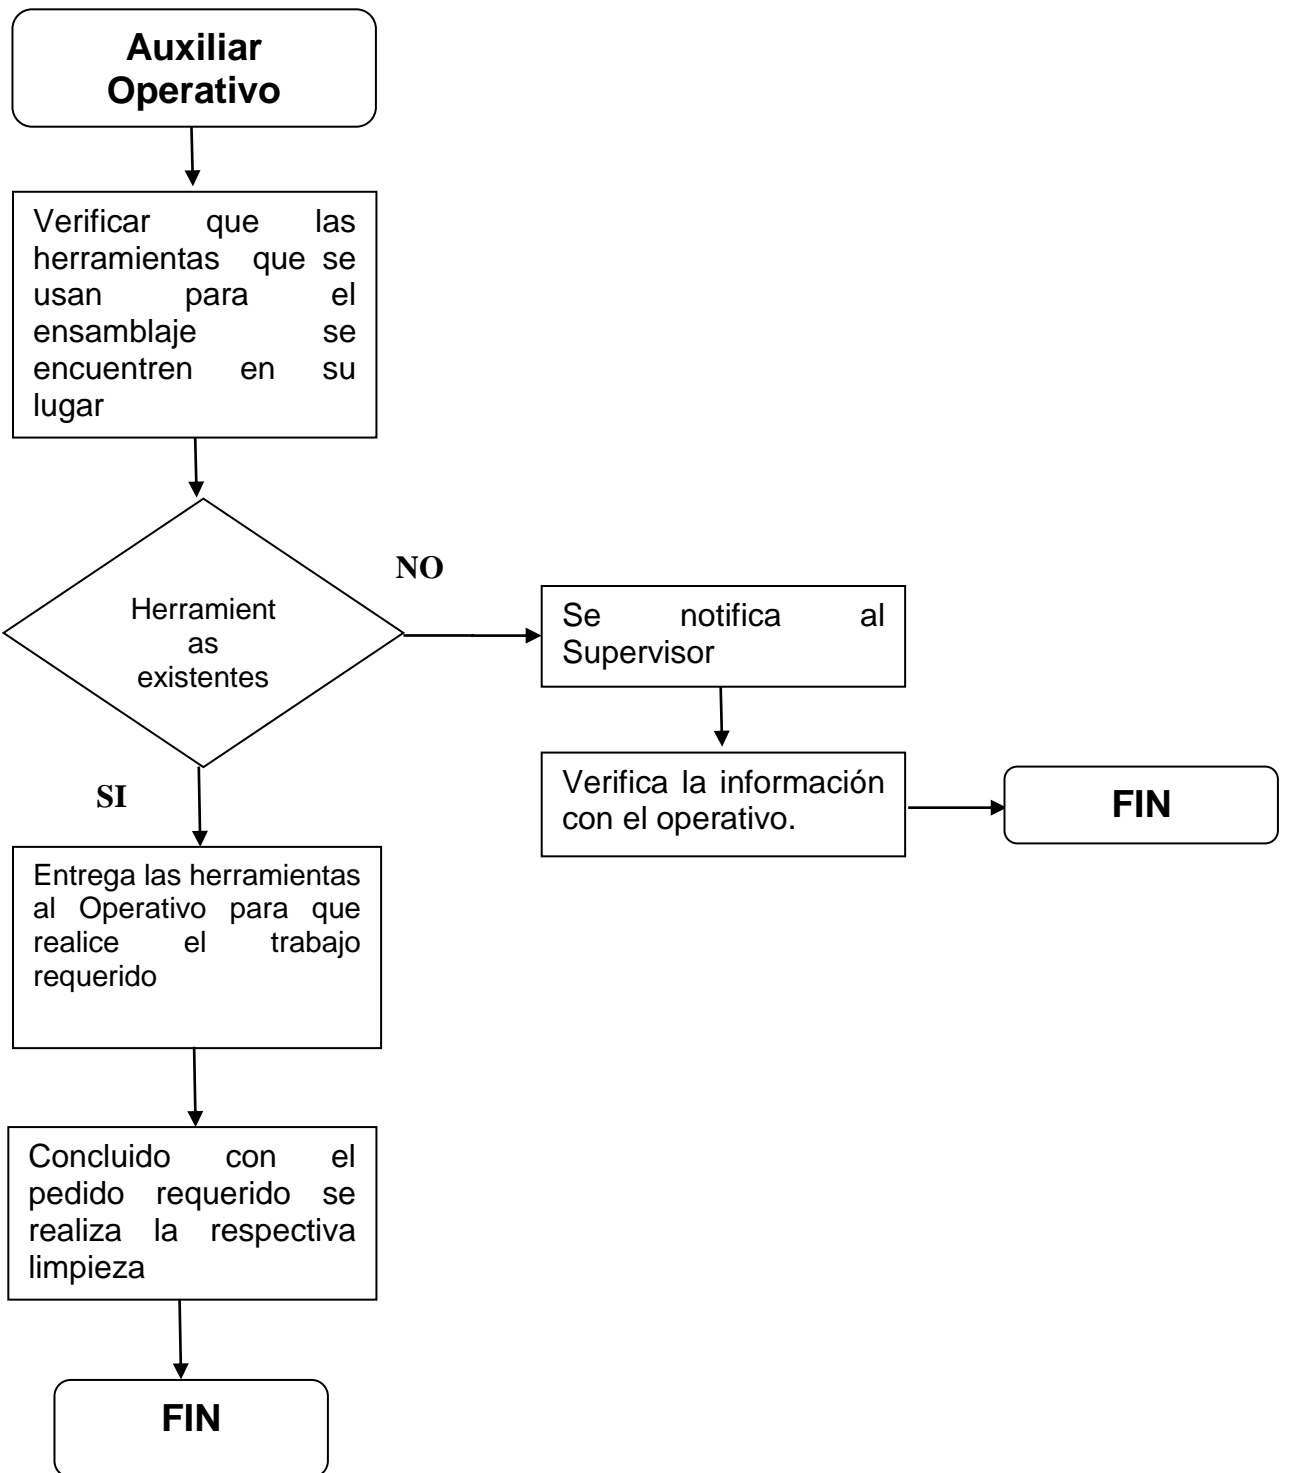 Auxiliar
Operativo
Verificar que las
herramientas que se
usan para el
ensamblaje se
encuentren en su
lugar
NO
Herramient
as
existentes
Se notifica al
Supervisor
Verifica la información
con el operativo.
FIN
SI
Entrega las herramientas
al Operativo para que
realice el trabajo
requerido
Concluido con el
pedido requerido se
realiza la respectiva
limpieza
FIN